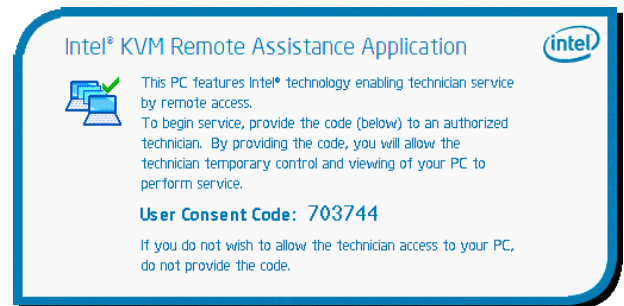 Intel® KVM Remote Assistance Application
intel
This PC features Intel® technology enabling technician service
by remote access.
To begin service, provide the code (below) to an authorized
technician. By providing the code, you will allow the
technician temporary control and viewing of your PC to
perform service.
User Consent Code: 703744
If you do not wish to allow the technician access to your PC,
do not provide the code.